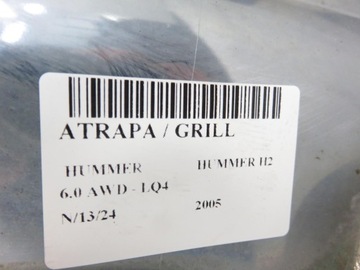 ATRAPA / GRILL
HUMMER HUMMER H2
6.0 AWD - LQ4
N/13/24 2005